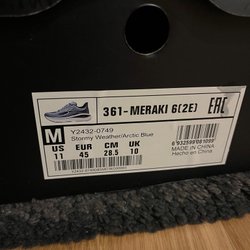 361-MERAKI 6(2E)
EAC
M
Y2432-0749
Stormy Weather/Arctic Blue
US EUR CM UK
11 45 28.5 10
MADE IN CHINA
Hecho en China